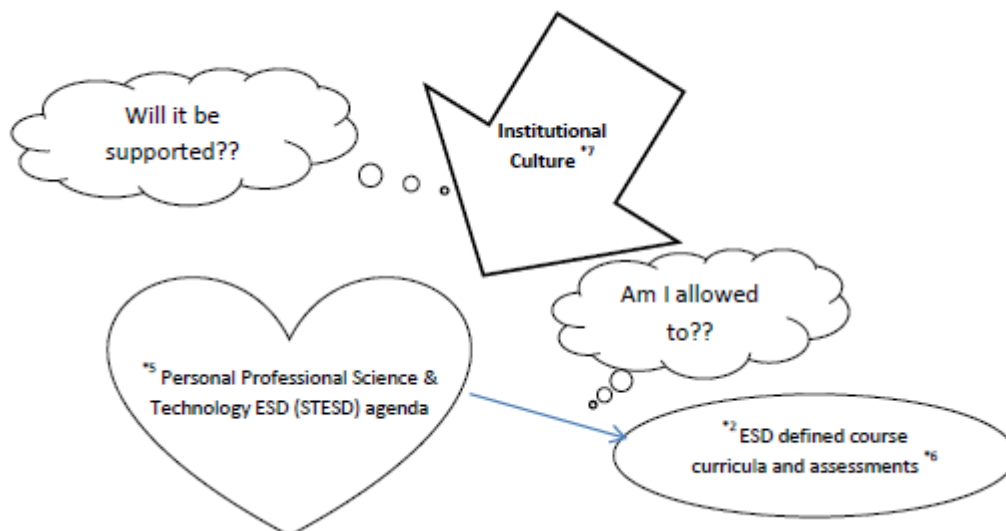 Will it be
supported??
Institutional
Culture *7
Am I allowed
to??
*5 Personal Professional Science &
Technology ESD (STESD) agenda
*2 ESD defined course
curricula and assessments *6